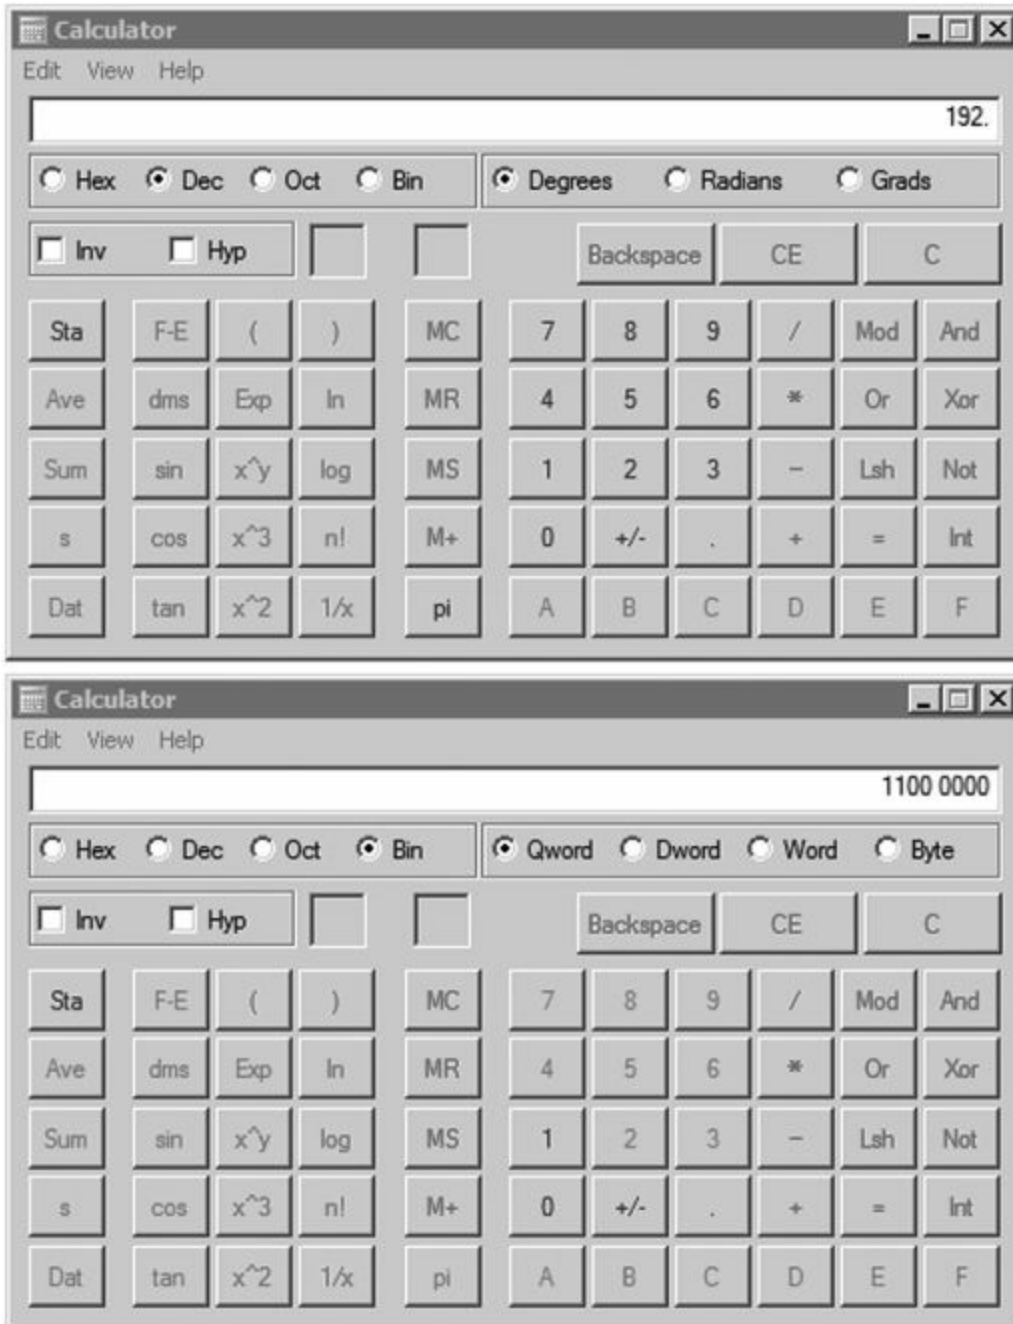 Calculator
Edit View Help
192.
Hex Dec Oct Bin Degrees Radians Grads
Inv Hyp Backspace CE C
Sta F-E ( ) MC 7 8 9 / Mod And
Ave dms Exp ln MR 4 5 6 * Or Xor
Sum sin x^y log MS 1 2 3 - Lsh Not
s cos x^3 n! M+ 0 +/- . + = Int
Dat tan x^2 1/x pi A B C D E F
Calculator
Edit View Help
1100 0000
Hex Dec Oct Bin Qword Dword Word Byte
Inv Hyp Backspace CE C
Sta F-E ( ) MC 7 8 9 / Mod And
Ave dms Exp ln MR 4 5 6 * Or Xor
Sum sin x^y log MS 1 2 3 - Lsh Not
s cos x^3 n! M+ 0 +/- . + = Int
Dat tan x^2 1/x pi A B C D E F